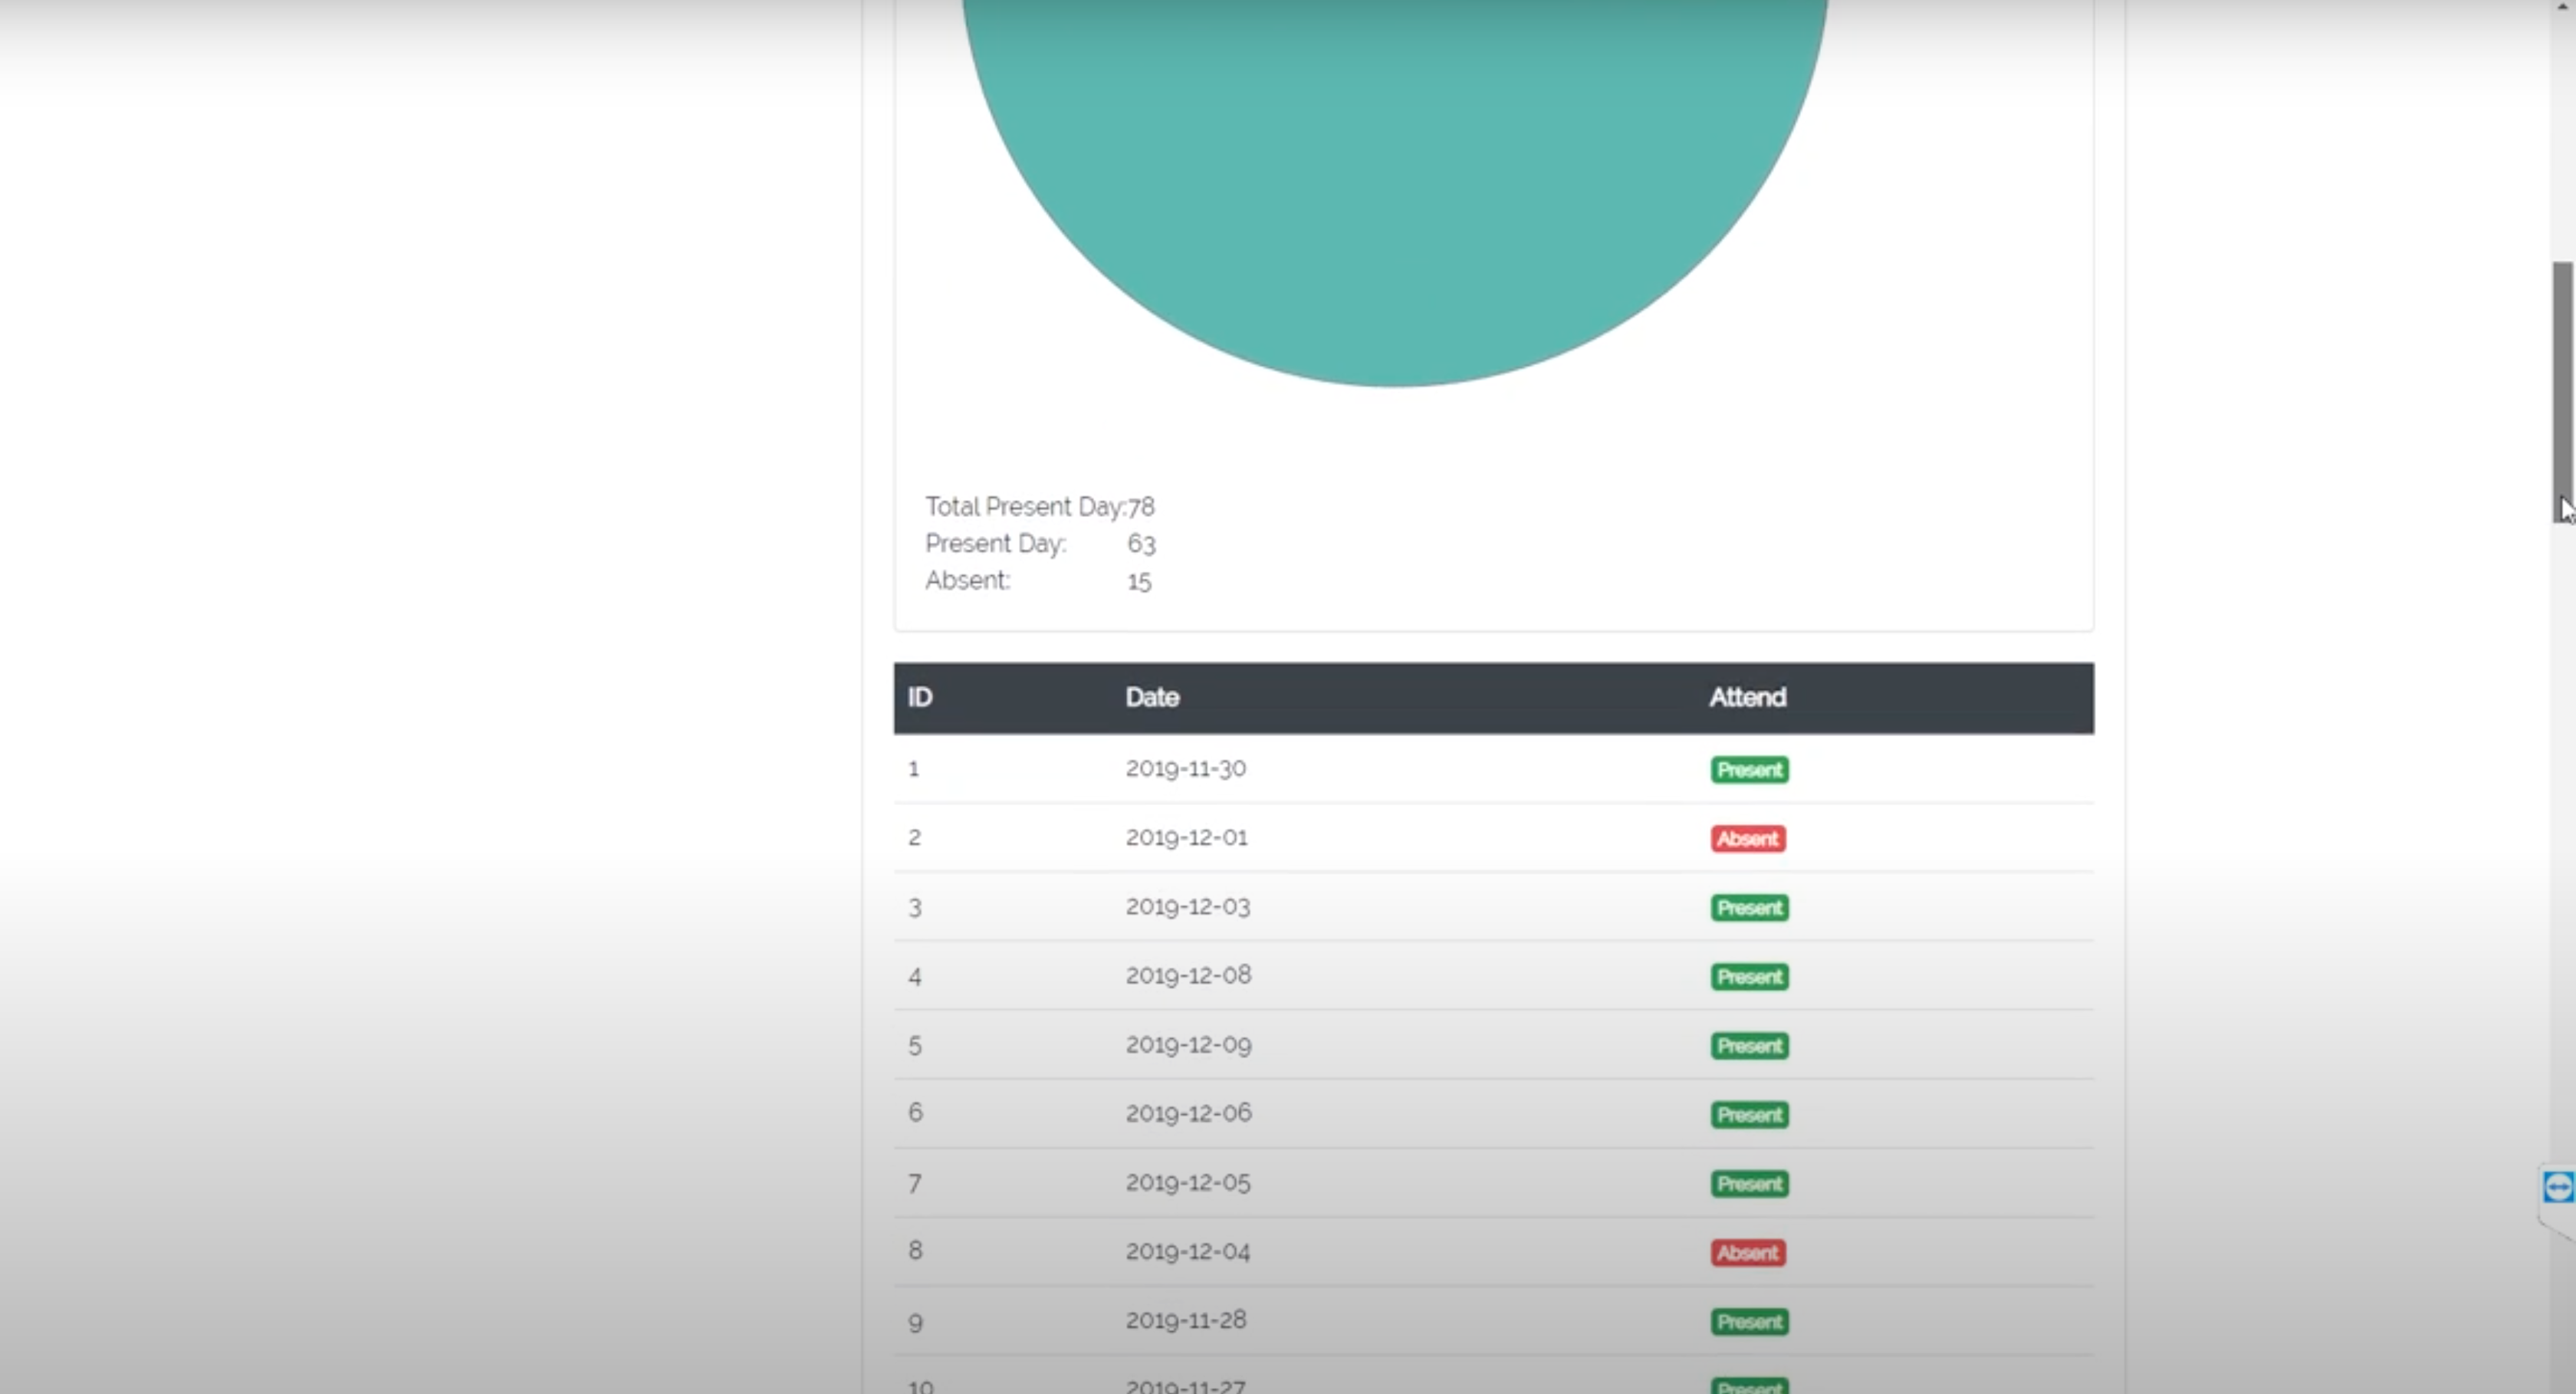 Total Present Day:78
Present Day: 63
Absent: 15
ID Date Attend
1 2019-11-30 Present
2 2019-12-01 Absent
3 2019-12-03 Present
4 2019-12-08 Present
5 2019-12-09 Present
6 2019-12-06 Present
7 2019-12-05 Present
8 2019-12-04 Absent
9 2019-11-28 Present
10 2019-11-27 Present